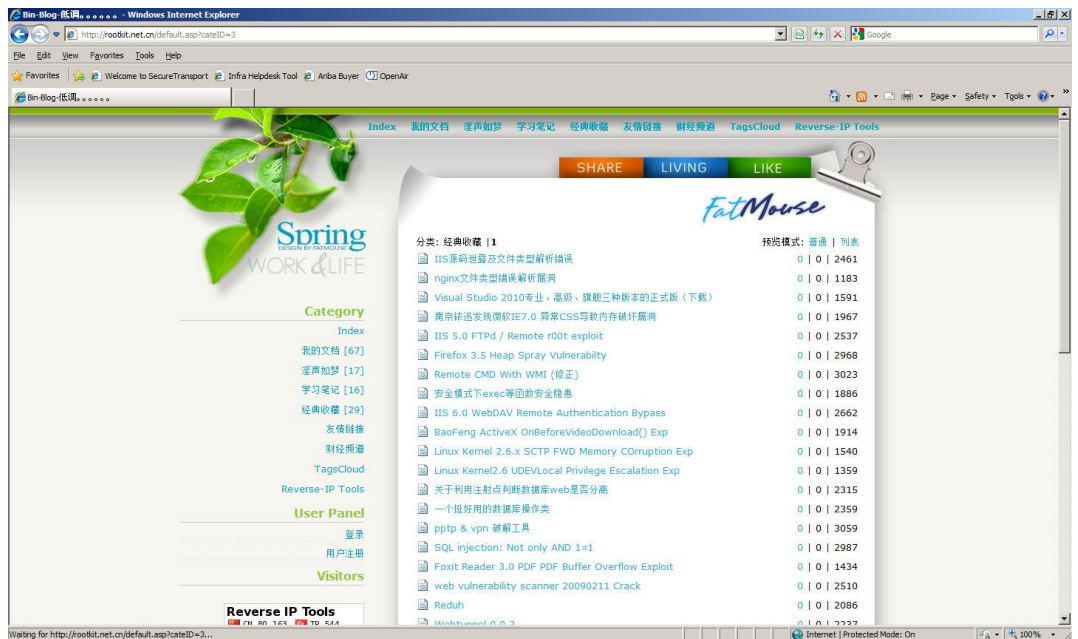 Bin-Blog-低调。。。。。。 - Windows Internet Explorer
http://rootkit.net.cn/default.asp?cateID=3
Google
File Edit View Favorites Tools Help
Favorites Welcome to SecureTransport Infra Helpdesk Tool Ariba Buyer OpenAir
Bin-Blog-低调。。。。。。
Page Safety Tools »
Index 我的文档 淫声如梦 学习笔记 经典收藏 友情链接 财经频道 TagsCloud Reverse-IP Tools
SHARE LIVING LIKE
FatMouse
Spring
DESIGN BY FATMOUSE
WORK & LIFE
Category
Index
我的文档 [67]
淫声如梦 [17]
学习笔记 [16]
经典收藏 [29]
友情链接
财经频道
TagsCloud
Reverse-IP Tools
User Panel
登录
用户注册
Visitors
Reverse IP Tools
CN 80,163 TR 544
分类: 经典收藏 |1 预览模式: 普通 | 列表
IIS源码泄露及文件类型解析错误 0 | 0 | 2461
nginx文件类型错误解析漏洞 0 | 0 | 1183
Visual Studio 2010专业、高级、旗舰三种版本的正式版（下载） 0 | 0 | 1591
南京铱迅发现微软IE7.0 异常CSS导致内存破坏漏洞 0 | 0 | 1967
IIS 5.0 FTPd / Remote r00t exploit 0 | 0 | 2537
Firefox 3.5 Heap Spray Vulnerabilty 0 | 0 | 2968
Remote CMD With WMI (修正) 0 | 0 | 3023
安全模式下exec等函数安全隐患 0 | 0 | 1886
IIS 6.0 WebDAV Remote Authentication Bypass 0 | 0 | 2662
BaoFeng ActiveX OnBeforeVideoDownload() Exp 0 | 0 | 1914
Linux Kernel 2.6.x SCTP FWD Memory COrruption Exp 0 | 0 | 1540
Linux Kernel2.6 UDEVLocal Privilege Escalation Exp 0 | 0 | 1359
关于利用注射点判断数据库web是否分离 0 | 0 | 2315
一个挺好用的数据库操作类 0 | 0 | 2359
pptp & vpn 破解工具 0 | 0 | 3059
SQL injection: Not only AND 1=1 0 | 0 | 2987
Foxit Reader 3.0 PDF PDF Buffer Overflow Exploit 0 | 0 | 1434
web vulnerability scanner 20090211 Crack 0 | 0 | 2510
Reduh 0 | 0 | 2086
Webtunnel 0.0.2 0 | 0 | 2237
Waiting for http://rootkit.net.cn/default.asp?cateID=3... Internet | Protected Mode: On 100%